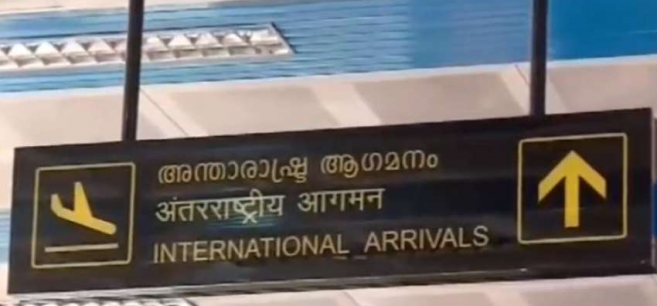 അന്താരാഷ്ട്ര ആഗമനം
अंतरराष्ट्रीय आगमन
INTERNATIONAL ARRIVALS